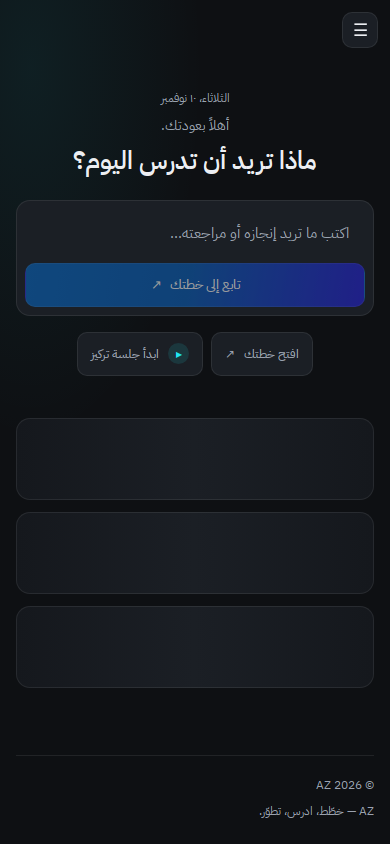 الثلاثاء، ١٠ نوفمبر
أهلاً بعودتك.
ماذا تريد أن تدرس اليوم؟
اكتب ما تريد إنجازه أو مراجعته...
تابع إلى خطتك ↗
افتح خطتك ↗
ابدأ جلسة تركيز
© 2026 AZ
AZ — خطّط، ادرس، تطوّر.